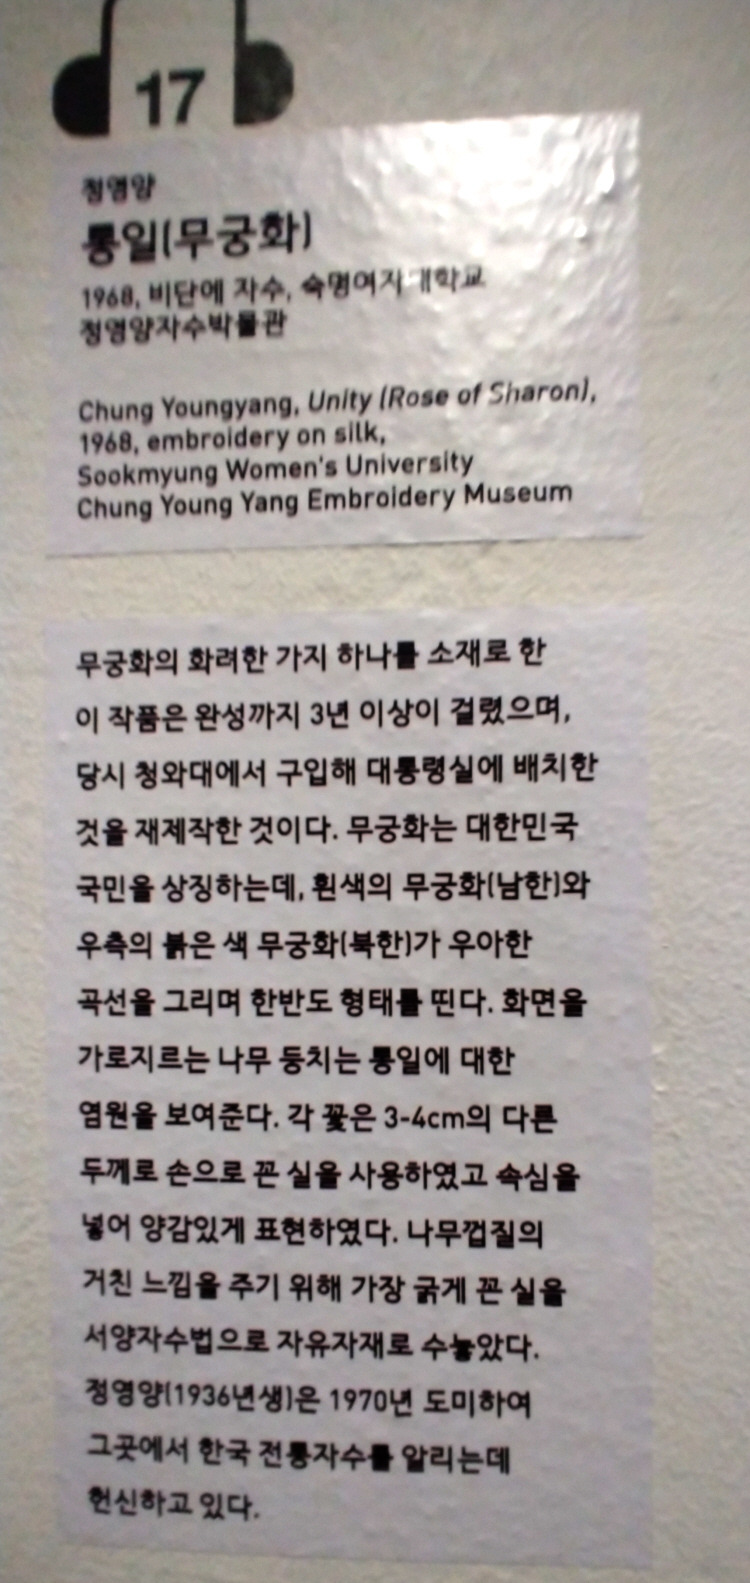 17
정영양
통일(무궁화)
1968, 비단에 자수, 숙명여자대학교
정영양자수박물관
Chung Youngyang, Unity (Rose of Sharon),
1968, embroidery on silk,
Sookmyung Women's University
Chung Young Yang Embroidery Museum
무궁화의 화려한 가지 하나를 소재로 한
이 작품은 완성까지 3년 이상이 걸렸으며,
당시 청와대에서 구입해 대통령실에 배치한
것을 재제작한 것이다. 무궁화는 대한민국
국민을 상징하는데, 흰색의 무궁화(남한)와
우측의 붉은 색 무궁화(북한)가 우아한
곡선을 그리며 한반도 형태를 띤다. 화면을
가로지르는 나무 둥치는 통일에 대한
염원을 보여준다. 각 꽃은 3-4cm의 다른
두께로 손으로 꼰 실을 사용하였고 속심을
넣어 양감있게 표현하였다. 나무껍질의
거친 느낌을 주기 위해 가장 굵게 꼰 실을
서양자수법으로 자유자재로 수놓았다.
정영양(1936년생)은 1970년 도미하여
그곳에서 한국 전통자수를 알리는데
헌신하고 있다.